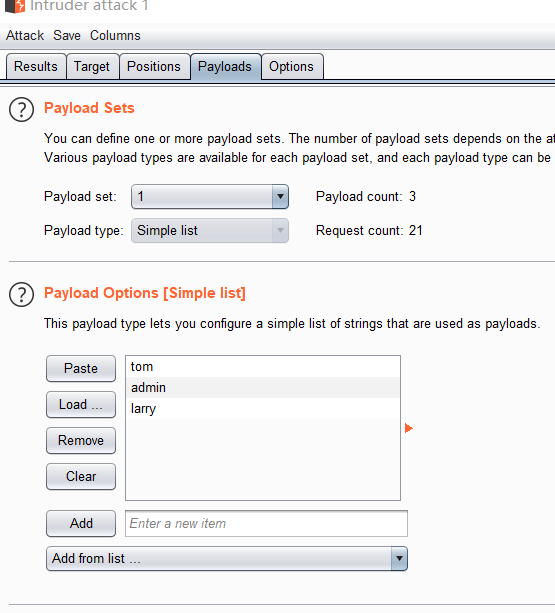 Intruder attack 1
Attack Save Columns
Results Target Positions Payloads Options
? Payload Sets
You can define one or more payload sets. The number of payload sets depends on the
Various payload types are available for each payload set, and each payload type can be
Payload set: 1 Payload count: 3
Payload type: Simple list Request count: 21
? Payload Options [Simple list]
This payload type lets you configure a simple list of strings that are used as payloads.
Paste
Load ...
Remove
Clear
tom
admin
larry
Add Enter a new item
Add from list ...